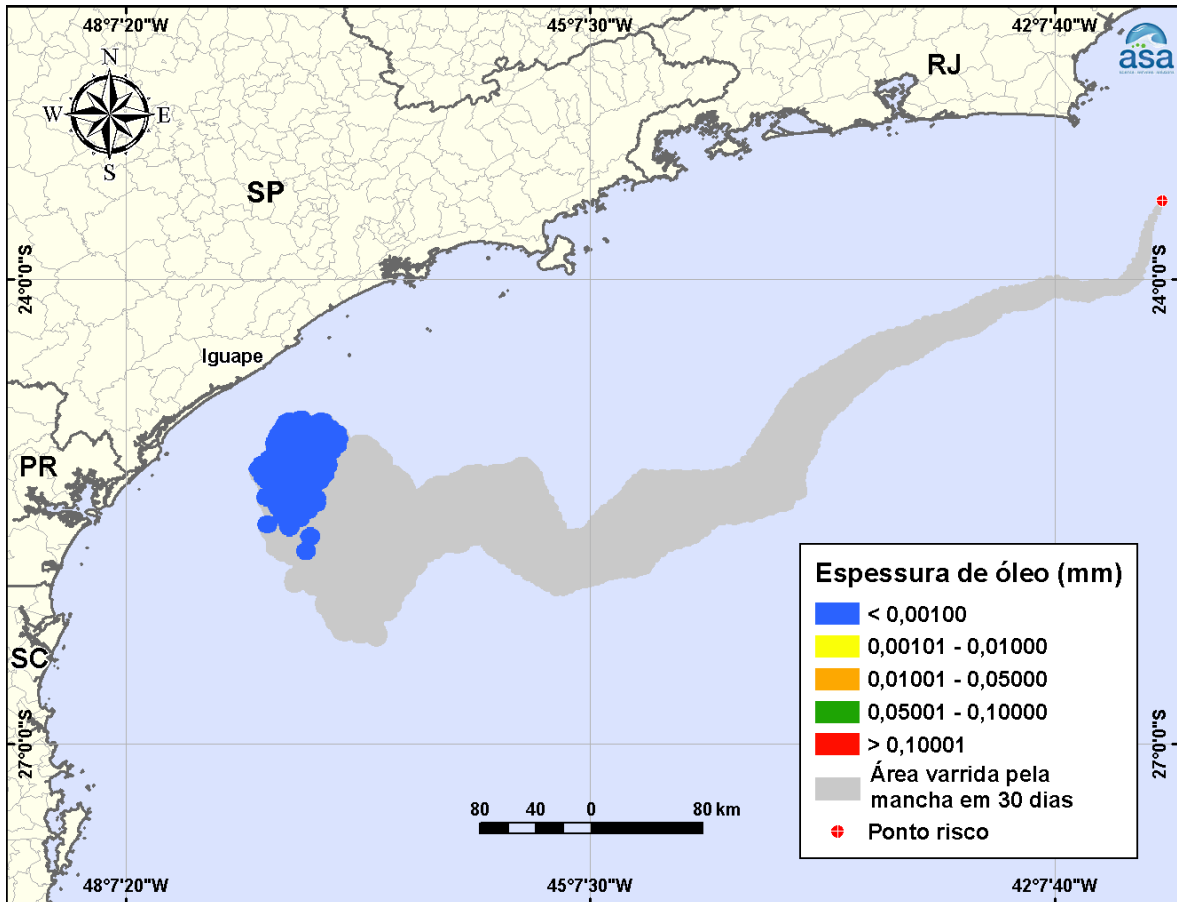 48°7'20"W
45°7'30"W
42°7'40"W
asa
N
W
E
S
RJ
SP
24°0'0"S
24°0'0"S
Iguape
PR
SC
Espessura de óleo (mm)
< 0,00100
0,00101 - 0,01000
0,01001 - 0,05000
0,05001 - 0,10000
> 0,10001
Área varrida pela
mancha em 30 dias
Ponto risco
27°0'0"S
27°0'0"S
80 40 0 80 km
48°7'20"W
45°7'30"W
42°7'40"W